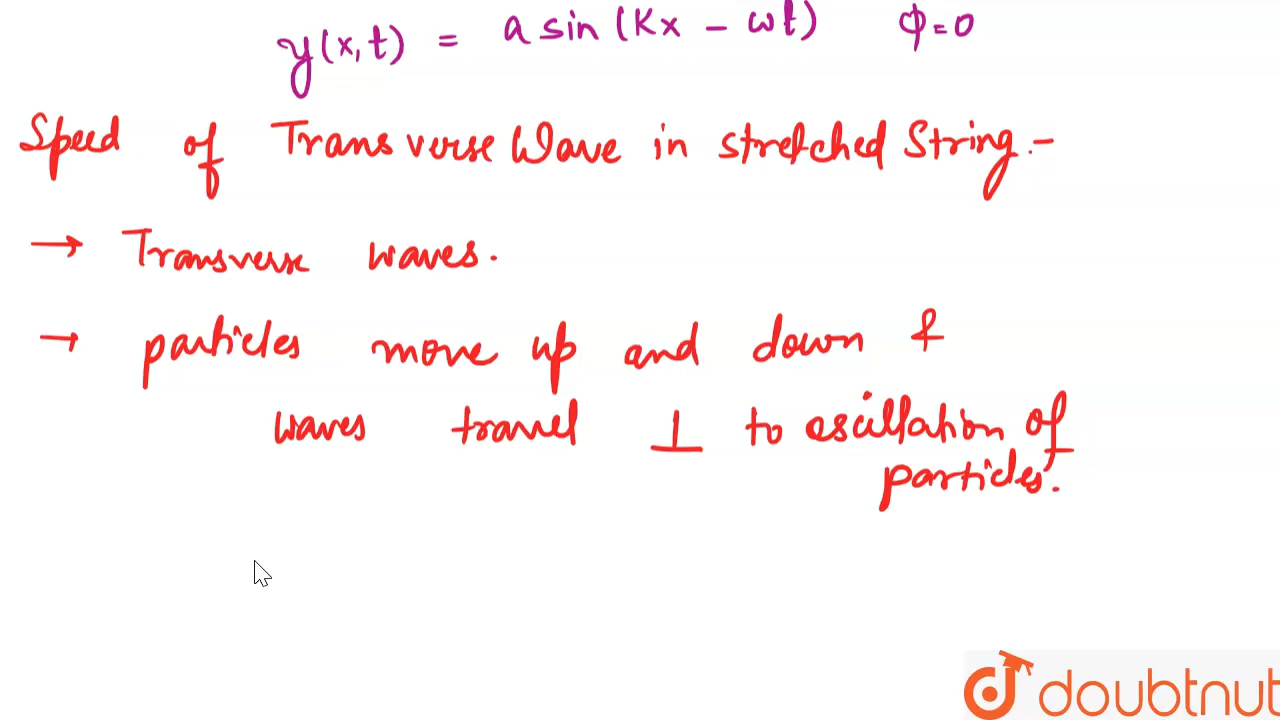 y(x,t) = a sin (Kx - ωt) ϕ=0
Speed of Transverse Wave in stretched String:-
→ Transverse waves.
→ particles move up and down &
waves travel ⊥ to oscillation of
particles.
doubtnut